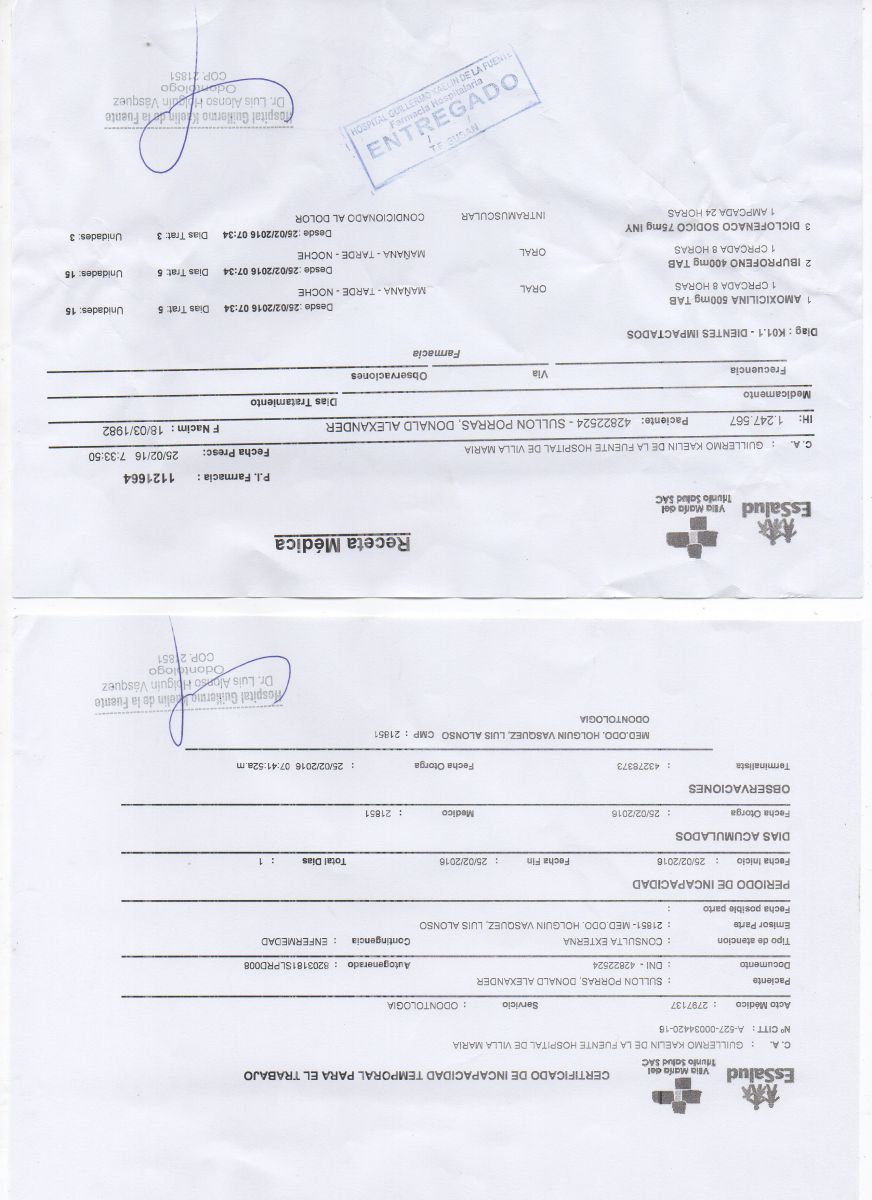 EsSalud
Villa María del
Triunfo Salud SAC
CERTIFICADO DE INCAPACIDAD TEMPORAL PARA EL TRABAJO
C.A. : GUILLERMO KAELIN DE LA FUENTE HOSPITAL DE VILLA MARIA
Nº CITT : A-527-00034420-16
Acto Médico : 2797137 Servicio : ODONTOLOGIA
Paciente : SULLON PORRAS, DONALD ALEXANDER
Documento : DNI - 42822524 Autogenerado : 8203181SLPRD008
Tipo de atencion : CONSULTA EXTERNA Contingencia : ENFERMEDAD
Emisor Parte : 21851- MED.ODO. HOLGUIN VASQUEZ, LUIS ALONSO
Fecha posible parto :
PERIODO DE INCAPACIDAD
Fecha Inicio : 25/02/2016 Fecha Fin : 25/02/2016 Total Dias : 1
DIAS ACUMULADOS
Fecha Otorga : 25/02/2016 Medico : 21851
OBSERVACIONES
Terminalista : 43278373 Fecha Otorga : 25/02/2016 07:41:52a.m
MED.ODO. HOLGUIN VASQUEZ, LUIS ALONSO CMP : 21851
ODONTOLOGIA
Hospital Guillermo Kaelin de la Fuente
Dr. Luis Alonso Holguin Vásquez
Odontologo
COP. 21851
EsSalud
Villa María del
Triunfo Salud SAC
Receta Médica
P.I. Farmacia : 1121664
C.A. : GUILLERMO KAELIN DE LA FUENTE HOSPITAL DE VILLA MARIA Fecha Presc: 25/02/16 7:33:50
IH: 1.247.567 Paciente: 42822524 - SULLON PORRAS, DONALD ALEXANDER F Nacim : 18/03/1982
Medicamento Dias Tratamiento
Frecuencia Via Observaciones
Farmacia
Diag : K01.1 - DIENTES IMPACTADOS
1 AMOXICILINA 500mg TAB Desde :25/02/2016 07:34 Dias Trat: 5 Unidades: 15
1 CPRCADA 8 HORAS ORAL MAÑANA - TARDE - NOCHE
2 IBUPROFENO 400mg TAB Desde :25/02/2016 07:34 Dias Trat: 5 Unidades: 15
1 CPRCADA 8 HORAS ORAL MAÑANA - TARDE - NOCHE
3 DICLOFENACO SODICO 75mg INY Desde :25/02/2016 07:34 Dias Trat: 3 Unidades: 3
1 AMPCADA 24 HORAS INTRAMUSCULAR CONDICIONADO AL DOLOR
HOSPITAL GUILLERMO KAELIN DE LA FUENTE
Farmacia Hospitalaria
ENTREGADO
T.F. SUSAN
Hospital Guillermo Kaelin de la Fuente
Dr. Luis Alonso Holguin Vásquez
Odontologo
COP. 21851